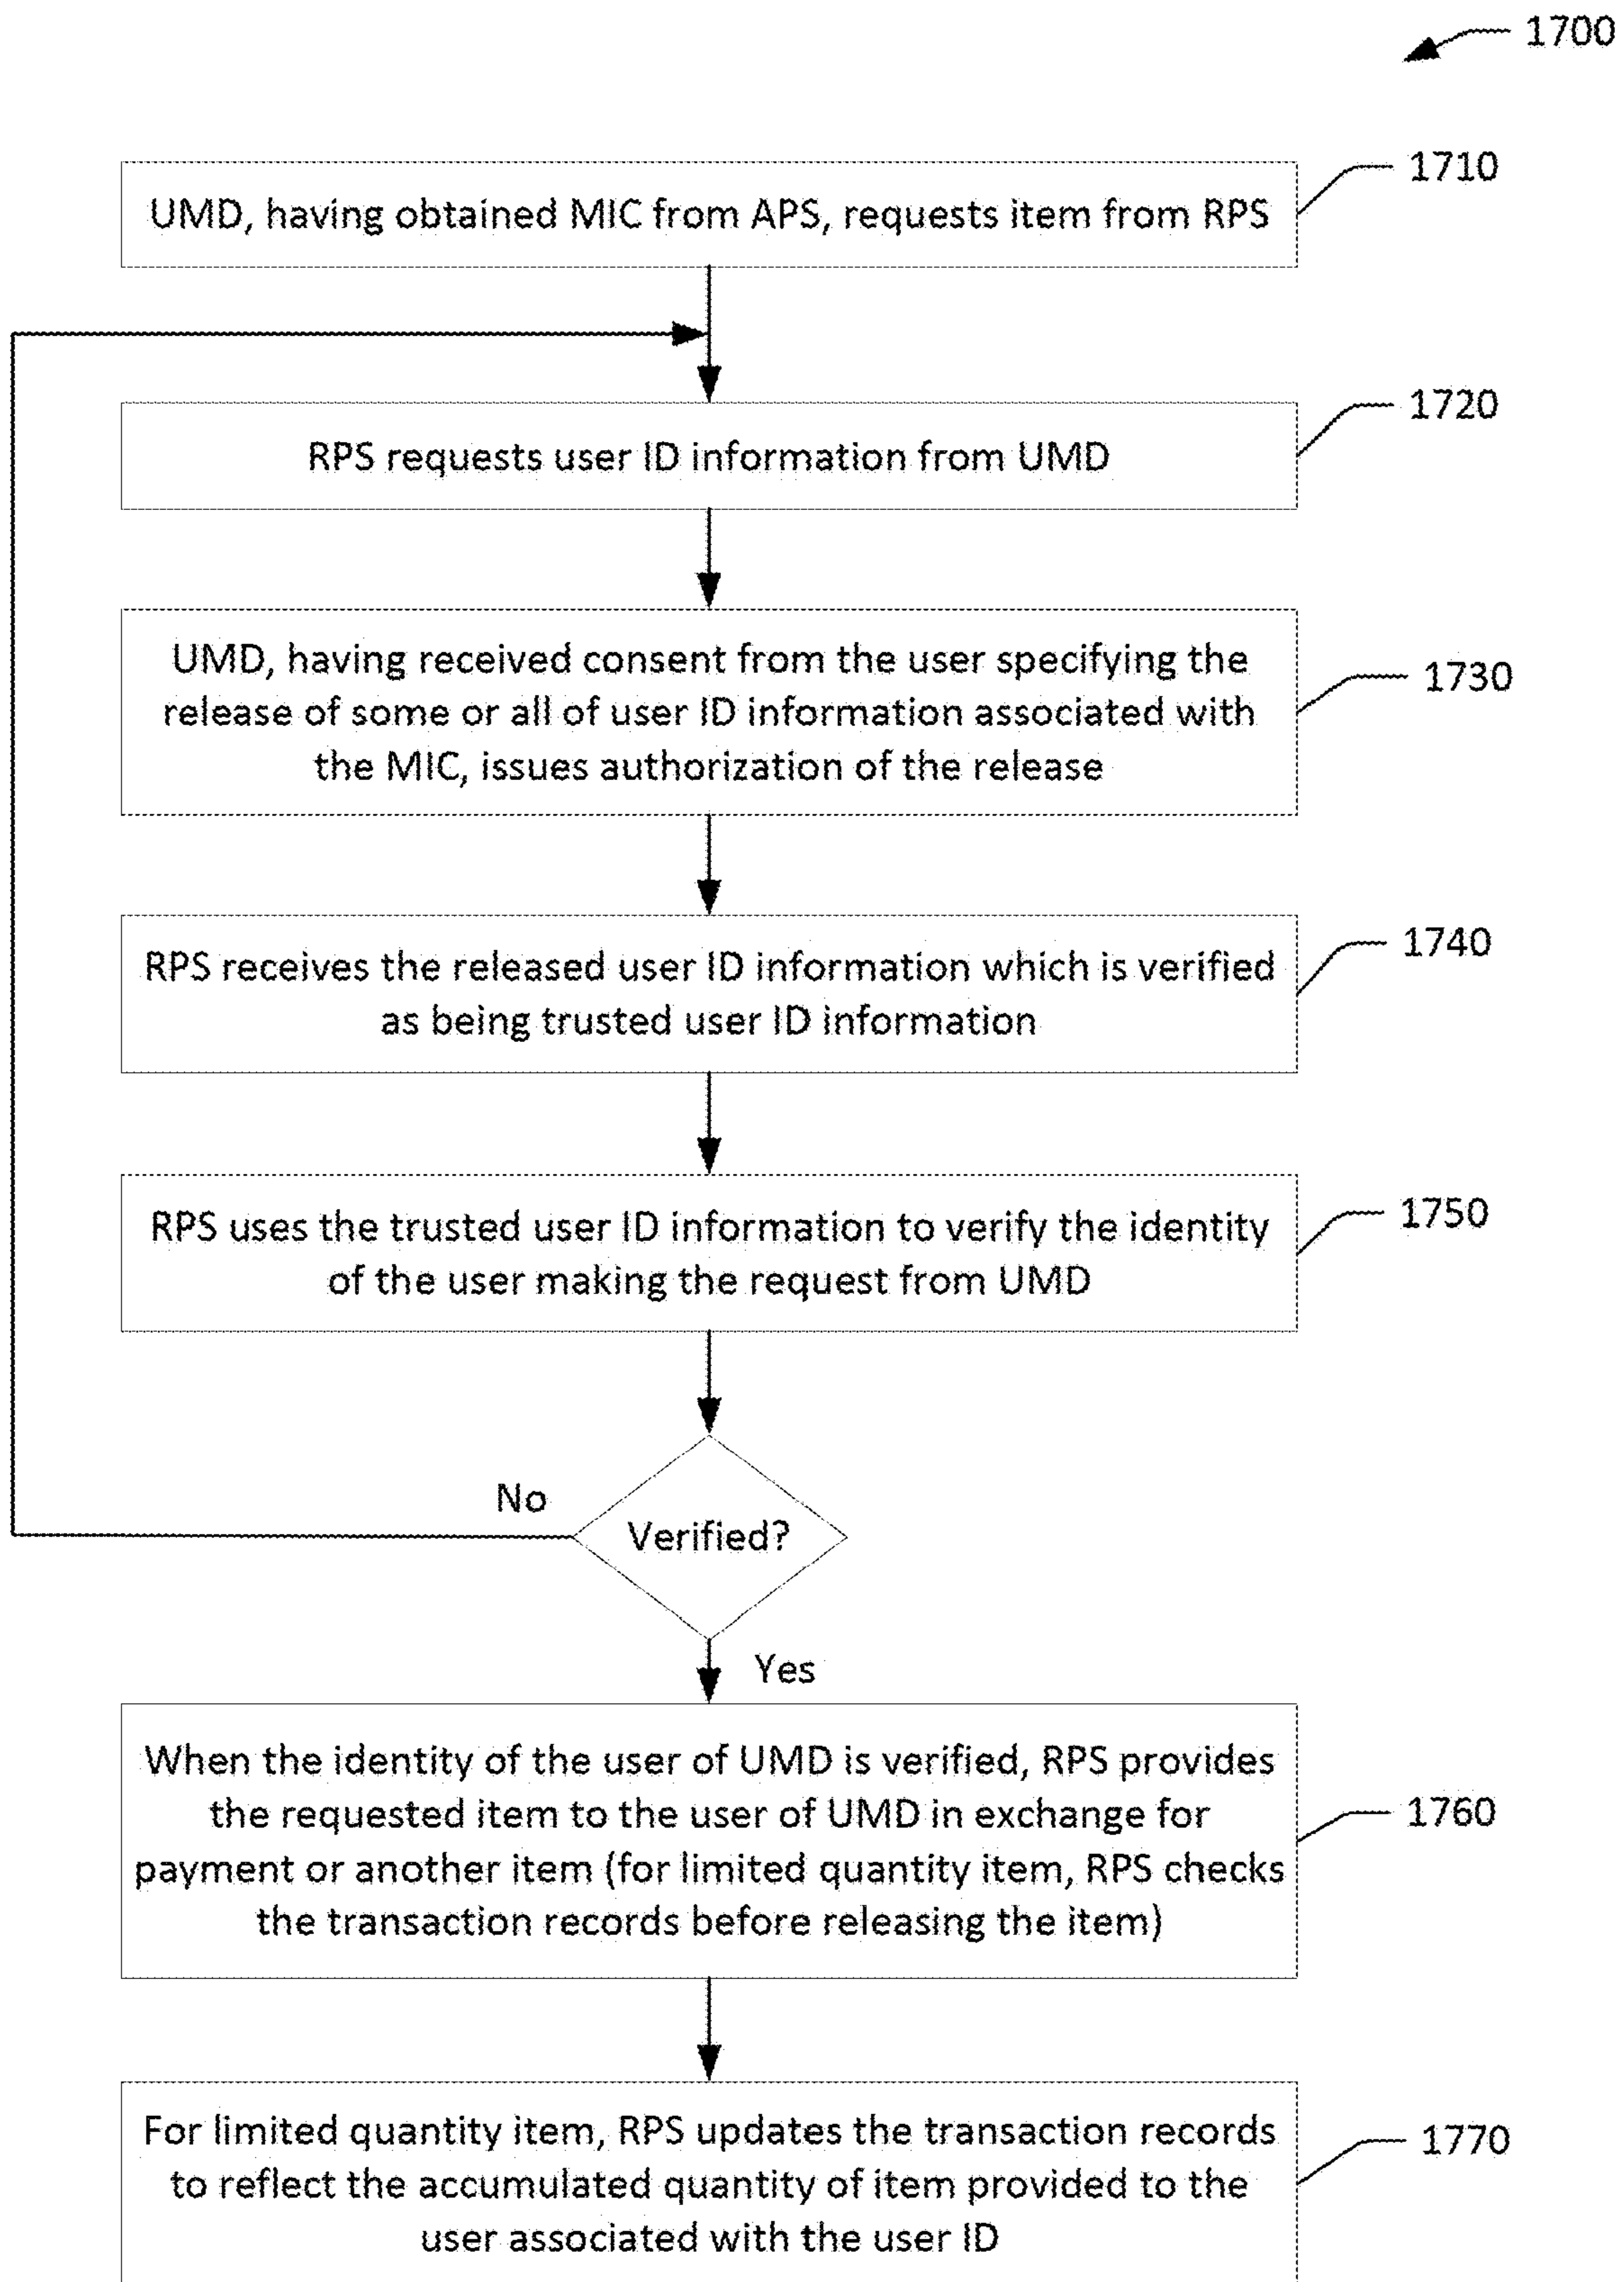 1700
1710
UMD, having obtained MIC from APS, requests item from RPS
1720
RPS requests user ID information from UMD
UMD, having received consent from the user specifying the
release of some or all of user ID information associated with
the MIC, issues authorization of the release
1730
1740
RPS receives the released user ID information which is verified
as being trusted user ID information
1750
RPS uses the trusted user ID information to verify the identity
of the user making the request from UMD
No
Verified?
Yes
When the identity of the user of UMD is verified, RPS provides
the requested item to the user of UMD in exchange for
payment or another item (for limited quantity item, RPS checks
the transaction records before releasing the item)
1760
For limited quantity item, RPS updates the transaction records
to reflect the accumulated quantity of item provided to the
user associated with the user ID
1770